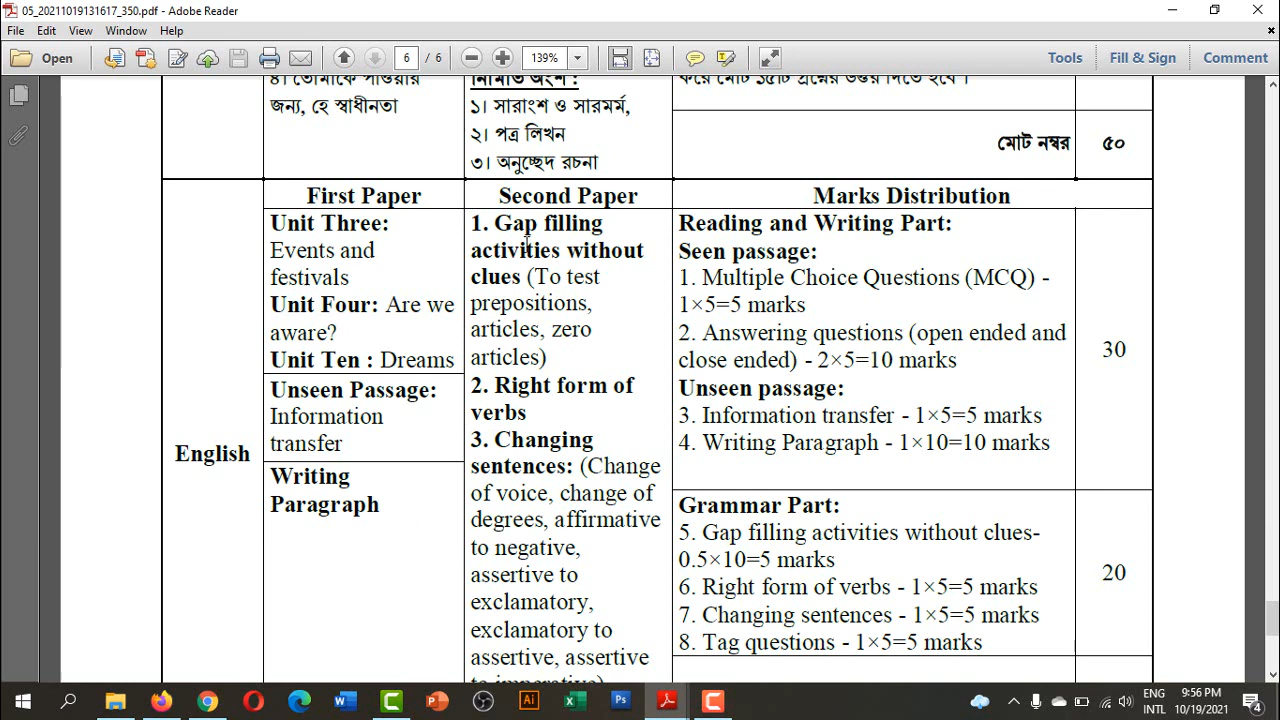 05_20211019131617_350.pdf - Adobe Reader
File Edit View Window Help
Open 6 / 6 139% Tools Fill & Sign Comment
৪। তোমাকে পাওয়ার
জন্য, হে স্বাধীনতা
নির্মিতি অংশ :
১। সারাংশ ও সারমর্ম,
২। পত্র লিখন
৩। অনুচ্ছেদ রচনা
করে মোট ১৫টি প্রশ্নের উত্তর দিতে হবে।
মোট নম্বর ৫০
English
First Paper
Unit Three:
Events and
festivals
Unit Four: Are we
aware?
Unit Ten : Dreams
Unseen Passage:
Information
transfer
Writing
Paragraph
Second Paper
1. Gap filling
activities without
clues (To test
prepositions,
articles, zero
articles)
2. Right form of
verbs
3. Changing
sentences: (Change
of voice, change of
degrees, affirmative
to negative,
assertive to
exclamatory,
exclamatory to
assertive, assertive
to imperative)
Marks Distribution
Reading and Writing Part:
Seen passage:
1. Multiple Choice Questions (MCQ) -
1×5=5 marks
2. Answering questions (open ended and
close ended) - 2×5=10 marks
Unseen passage:
3. Information transfer - 1×5=5 marks
4. Writing Paragraph - 1×10=10 marks
30
Grammar Part:
5. Gap filling activities without clues-
0.5×10=5 marks
6. Right form of verbs - 1×5=5 marks
7. Changing sentences - 1×5=5 marks
8. Tag questions - 1×5=5 marks
20
ENG 9:56 PM
INTL 10/19/2021
4